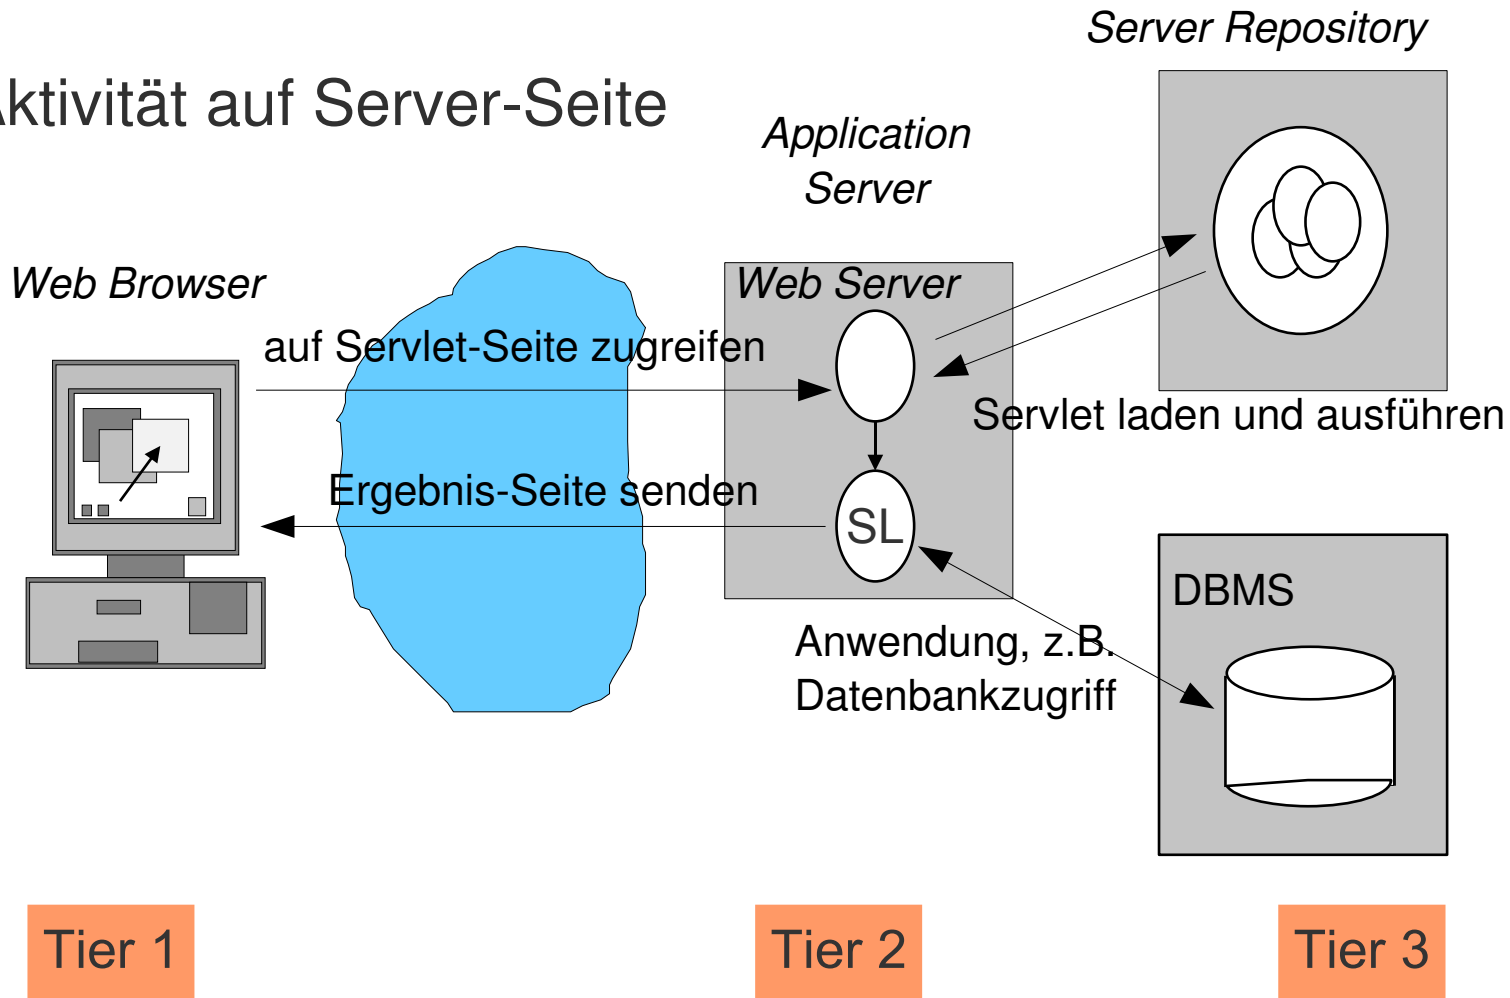 Server Repository
Aktivität auf Server-Seite
Application
Server
Web Browser
Web Server
auf Servlet-Seite zugreifen
Servlet laden und ausführen
Ergebnis-Seite senden
SL
DBMS
Anwendung, z.B.
Datenbankzugriff
Tier 1
Tier 2
Tier 3